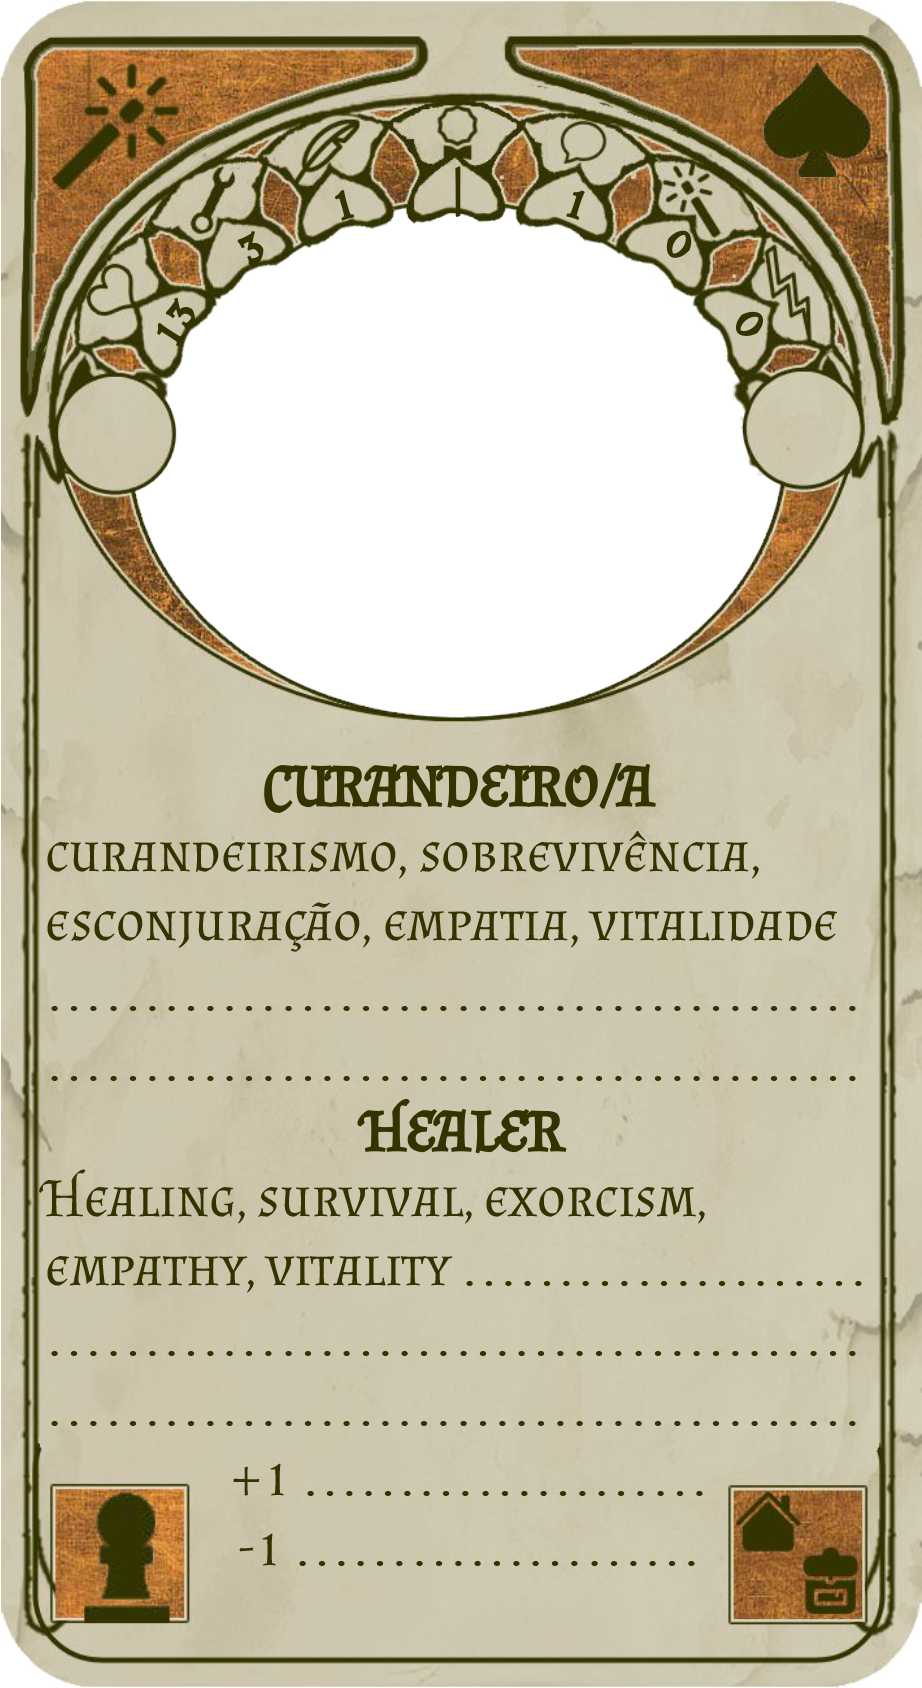 13
3
1
|
1
0
0
CURANDEIRO/A
CURANDEIRISMO, SOBREVIVÊNCIA,
ESCONJURAÇÃO, EMPATIA, VITALIDADE
..........................................
..........................................
HEALER
HEALING, SURVIVAL, EXORCISM,
EMPATHY, VITALITY .....................
..........................................
..........................................
+1 .....................
-1 .....................